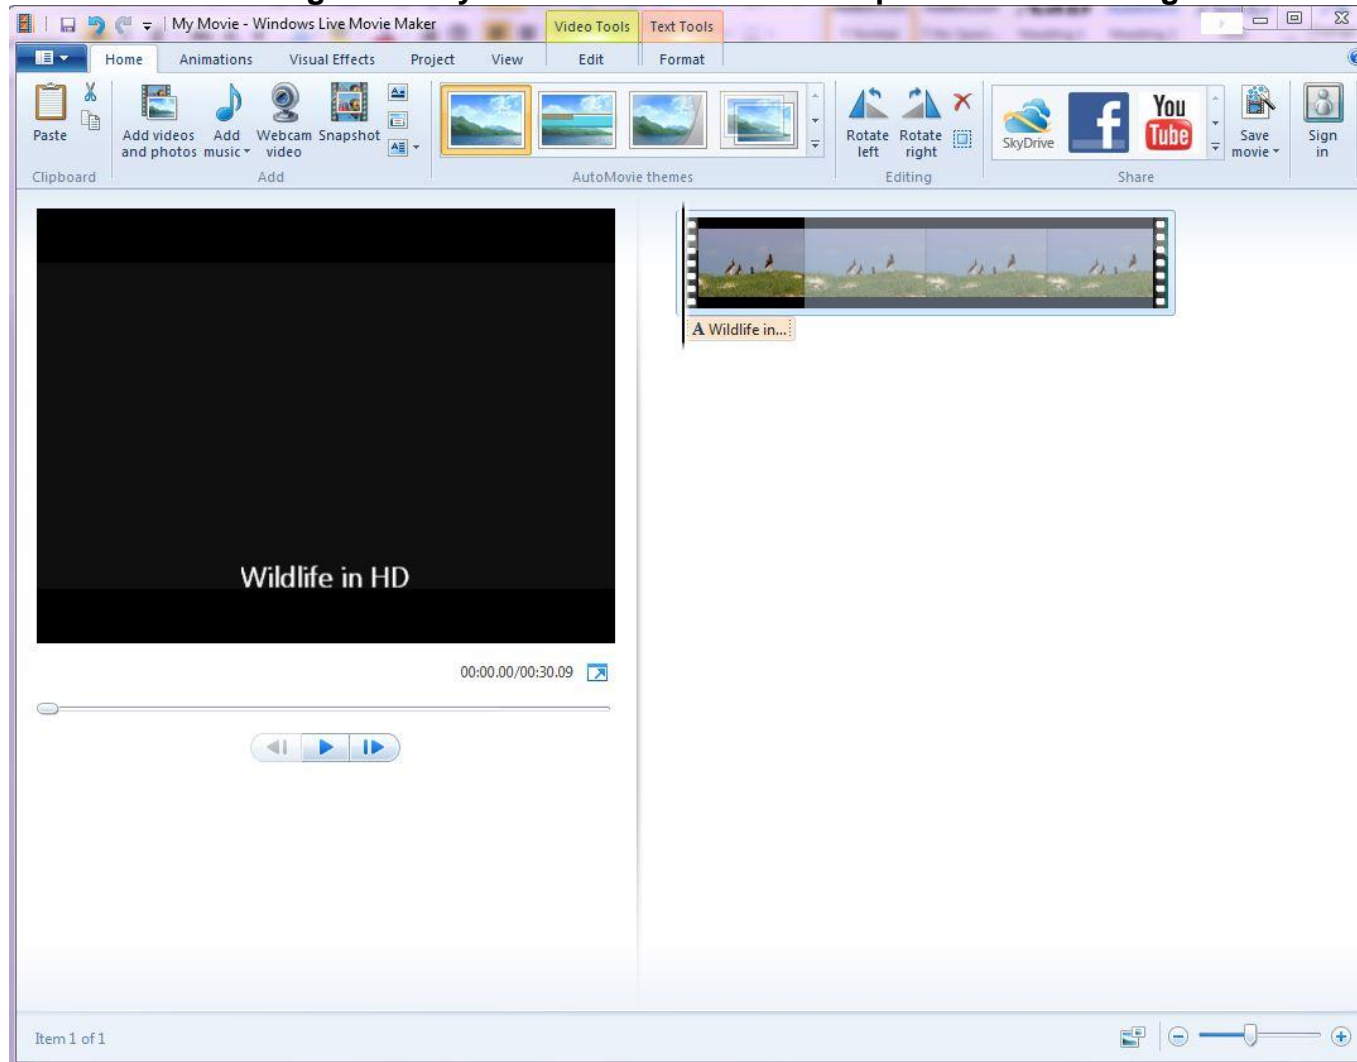 My Movie - Windows Live Movie Maker
Video Tools
Text Tools
Home
Animations
Visual Effects
Project
View
Edit
Format
Paste
Add videos
and photos
Add
music
Webcam
video
Snapshot
Rotate
left
Rotate
right
SkyDrive
f
You
Tube
Save
movie
Sign
in
Clipboard
Add
AutoMovie themes
Editing
Share
A Wildlife in...
Wildlife in HD
00:00.00/00:30.09
Item 1 of 1